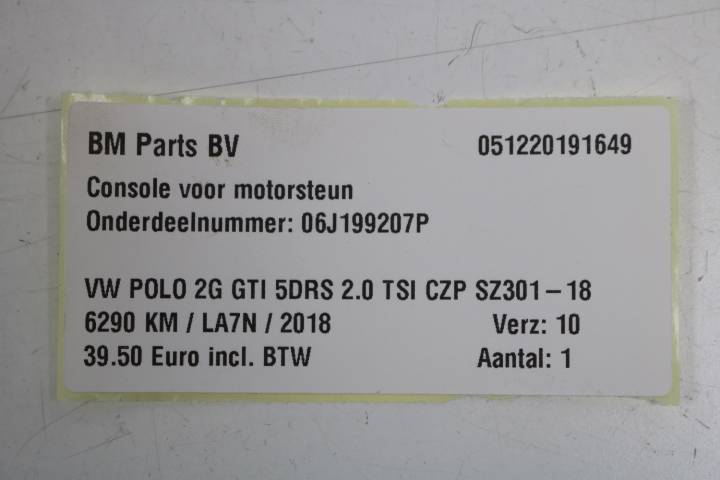 BM Parts BV 051220191649
Console voor motorsteun
Onderdeelnummer: 06J199207P
VW POLO 2G GTI 5DRS 2.0 TSI CZP SZ301-18
6290 KM / LA7N / 2018 Verz: 10
39.50 Euro incl. BTW Aantal: 1